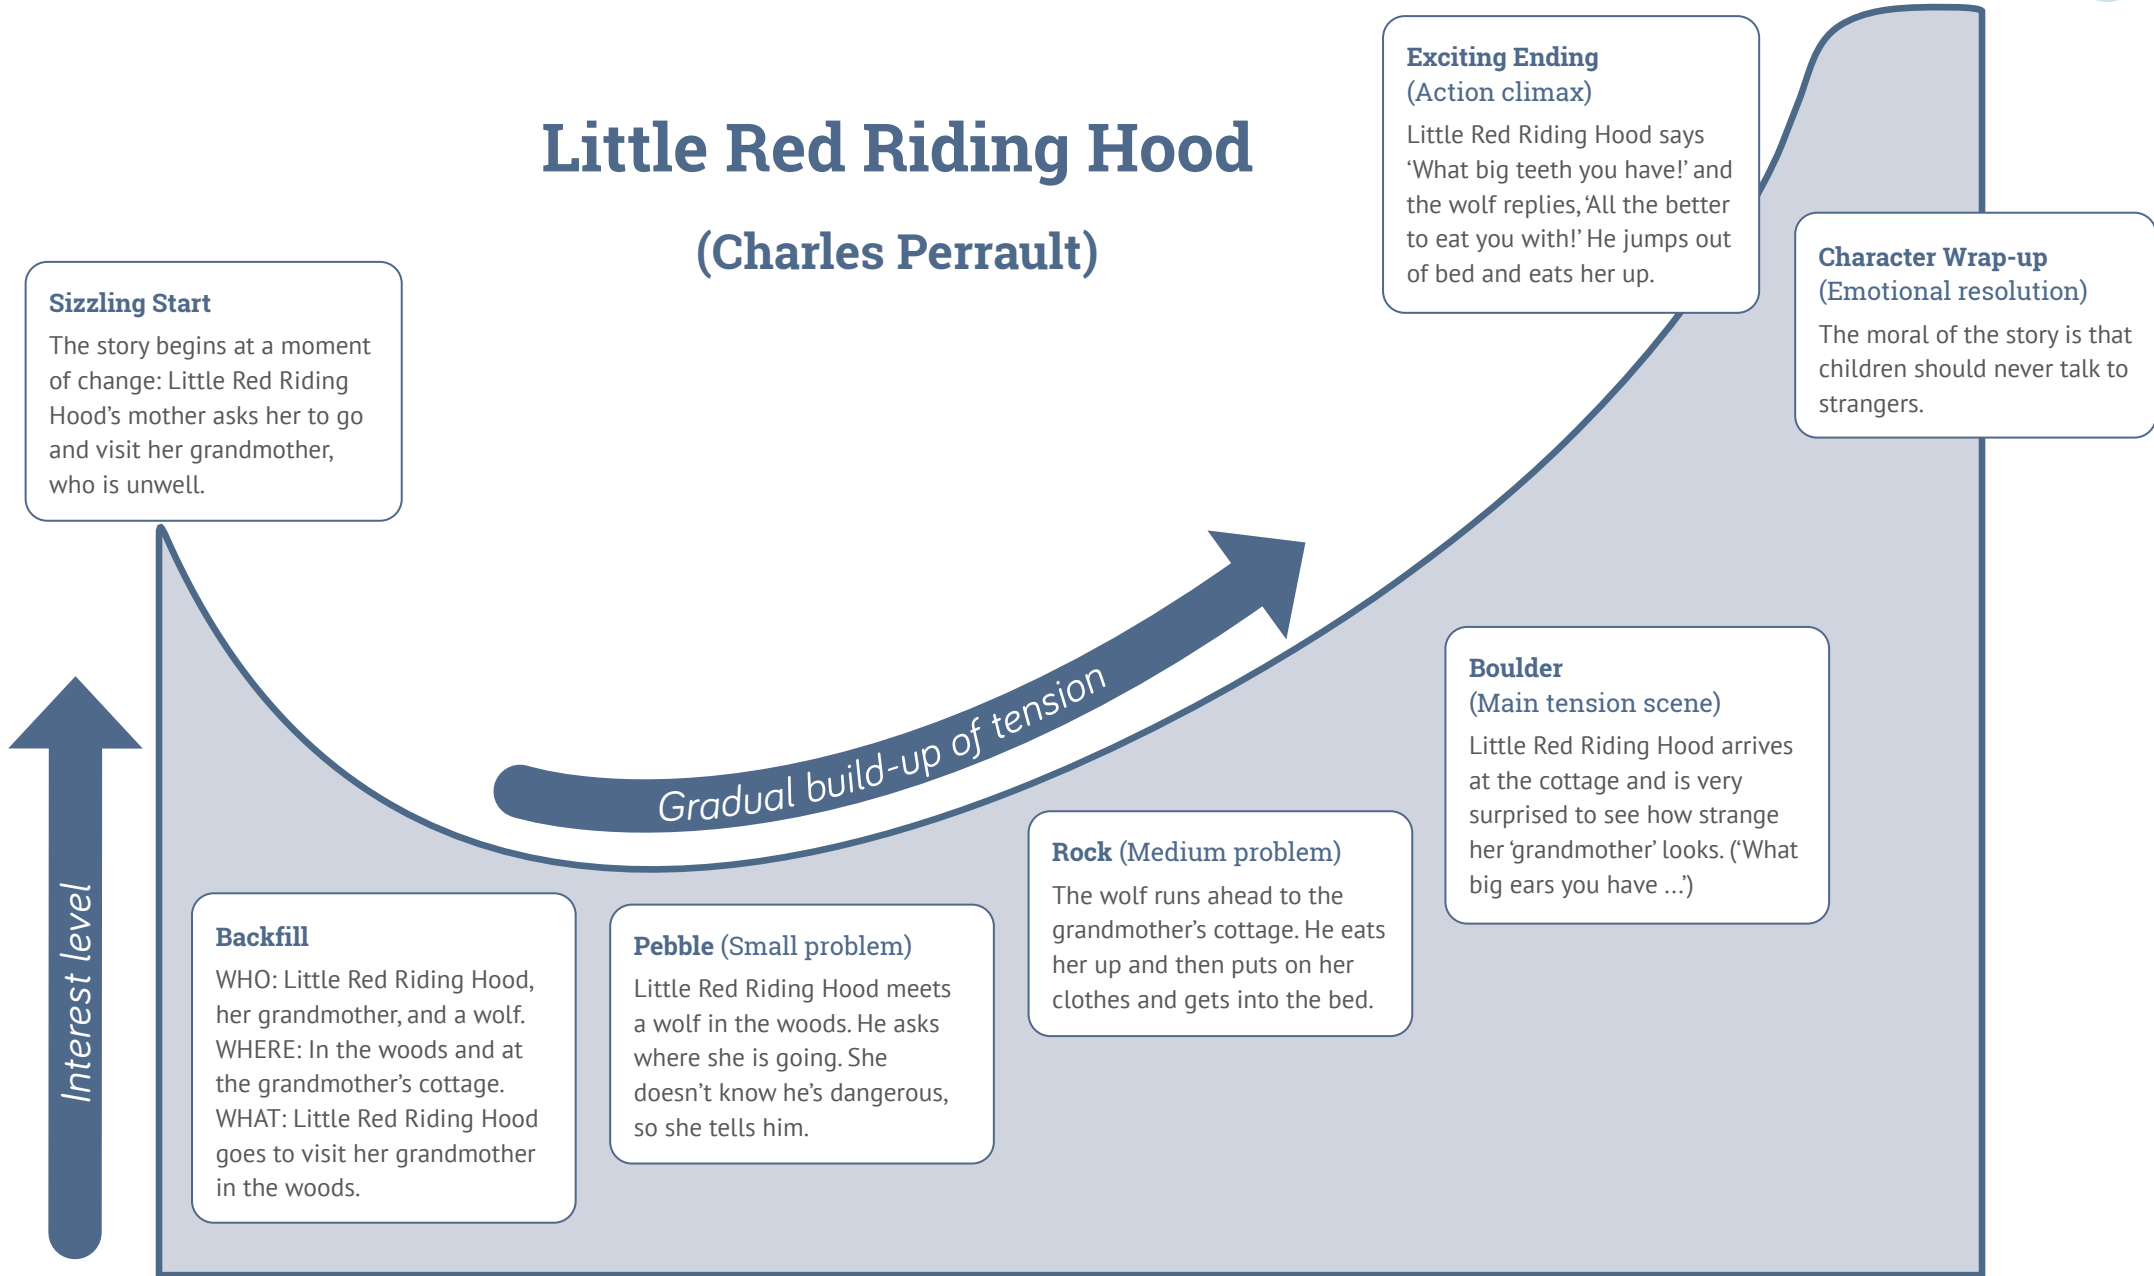 Little Red Riding Hood
(Charles Perrault)
Sizzling Start
The story begins at a moment
of change: Little Red Riding
Hood’s mother asks her to go
and visit her grandmother,
who is unwell.
Interest level
Backfill
WHO: Little Red Riding Hood,
her grandmother, and a wolf.
WHERE: In the woods and at
the grandmother’s cottage.
WHAT: Little Red Riding Hood
goes to visit her grandmother
in the woods.
Gradual build-up of tension
Pebble (Small problem)
Little Red Riding Hood meets
a wolf in the woods. He asks
where she is going. She
doesn’t know he’s dangerous,
so she tells him.
Rock (Medium problem)
The wolf runs ahead to the
grandmother’s cottage. He eats
her up and then puts on her
clothes and gets into the bed.
Boulder
(Main tension scene)
Little Red Riding Hood arrives
at the cottage and is very
surprised to see how strange
her ‘grandmother’ looks. (‘What
big ears you have …’)
Exciting Ending
(Action climax)
Little Red Riding Hood says
‘What big teeth you have!’ and
the wolf replies, ‘All the better
to eat you with!’ He jumps out
of bed and eats her up.
Character Wrap-up
(Emotional resolution)
The moral of the story is that
children should never talk to
strangers.